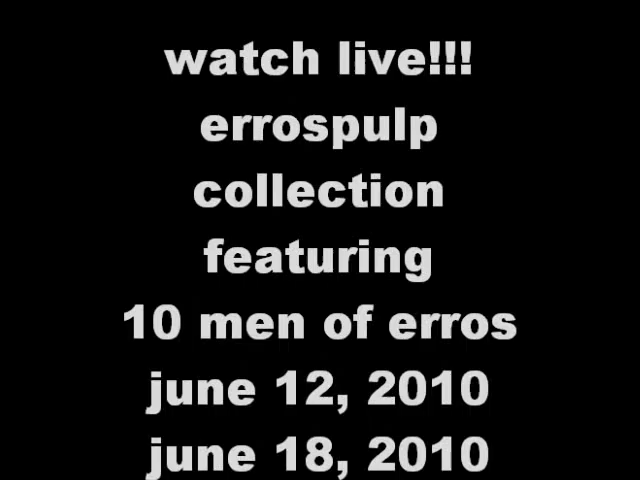 watch live!!!
errospulp
collection
featuring
10 men of erros
june 12, 2010
june 18, 2010